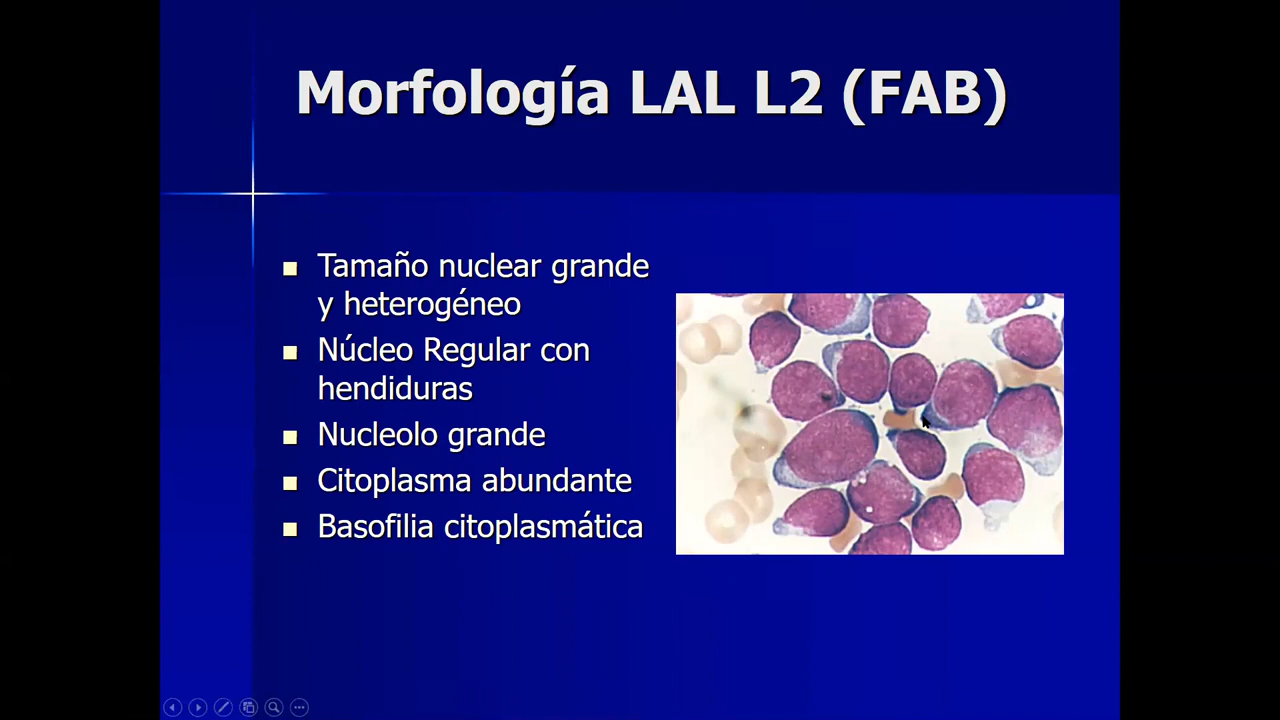 Morfología LAL L2 (FAB)
Tamaño nuclear grande
y heterogéneo
Núcleo Regular con
hendiduras
Nucleolo grande
Citoplasma abundante
Basofilia citoplasmática